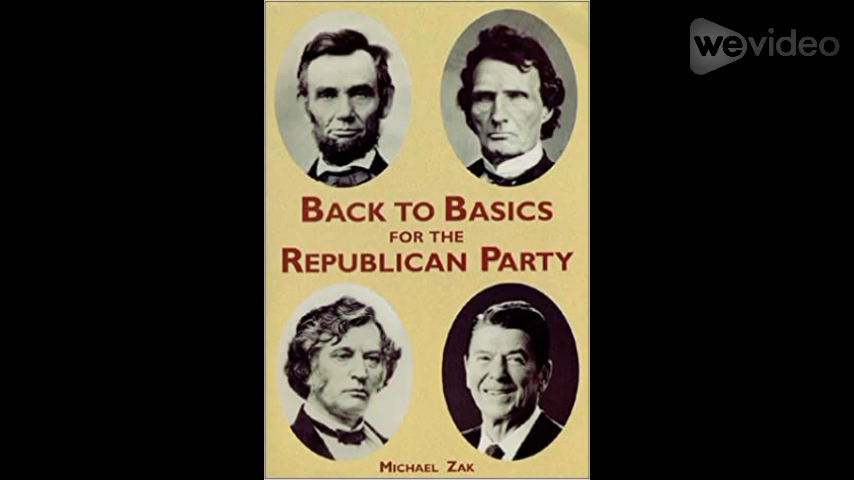 wevideo
BACK TO BASICS
FOR THE
REPUBLICAN PARTY
MICHAEL ZAK